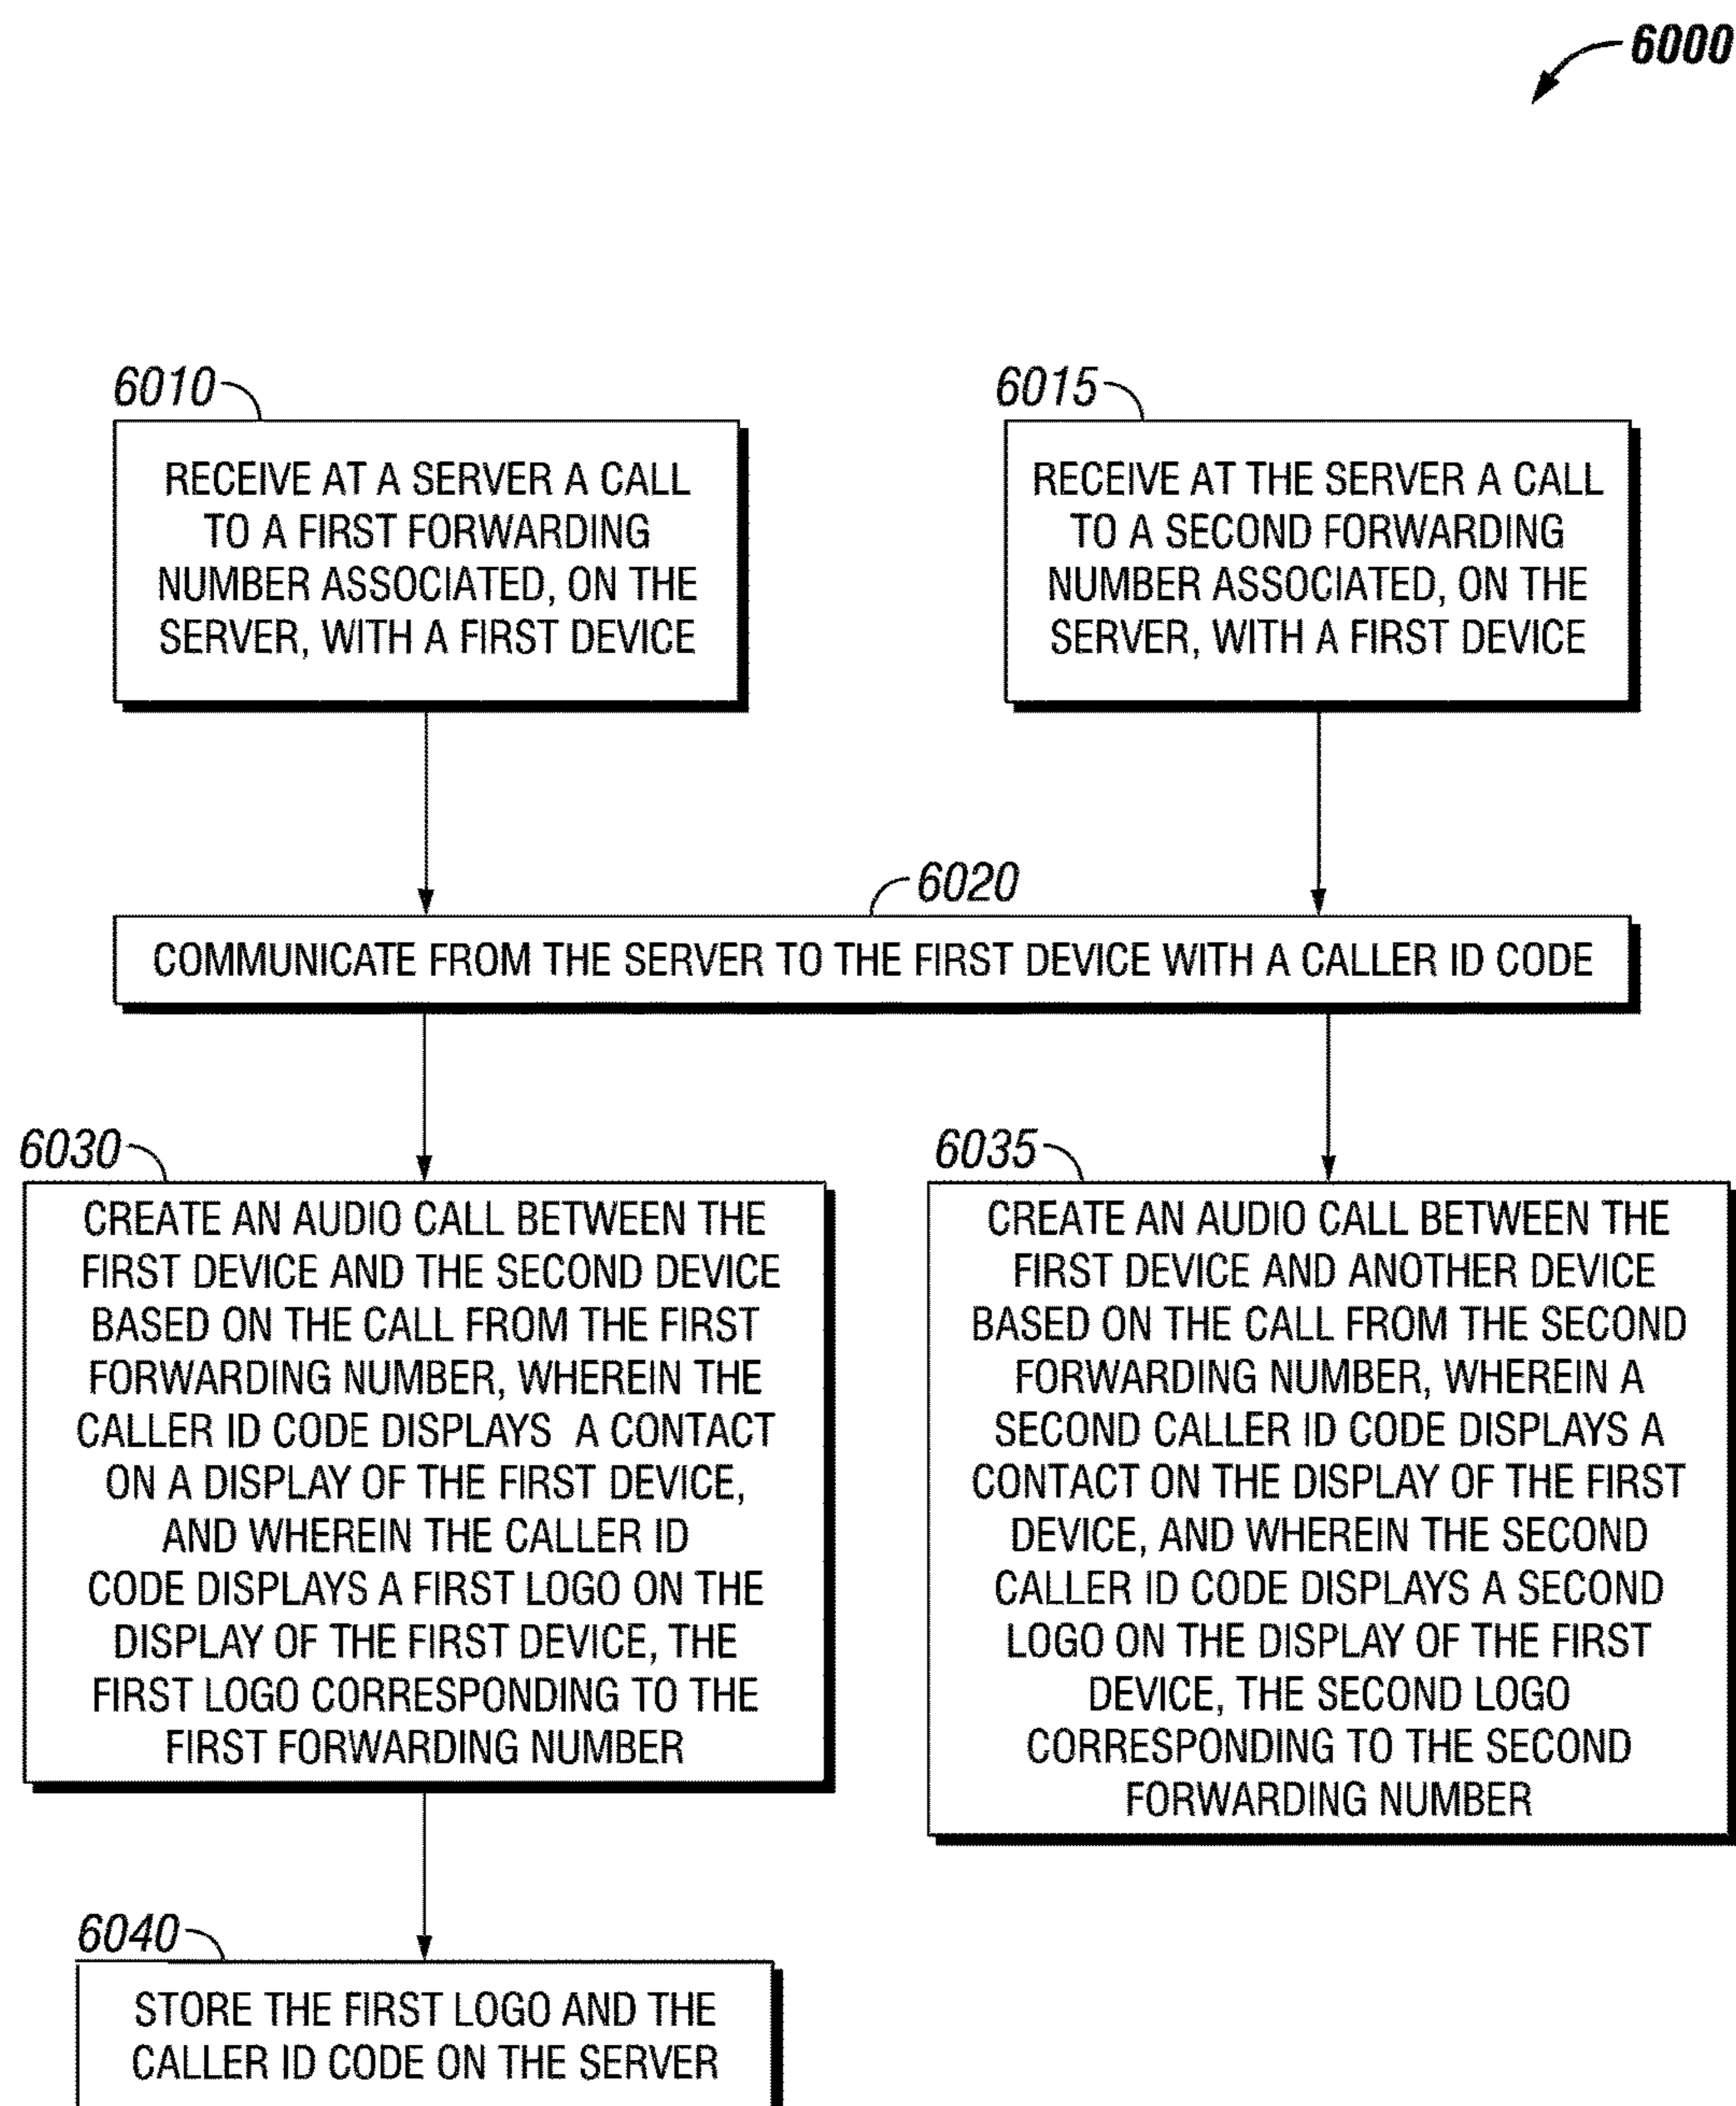 6000
6010
RECEIVE AT A SERVER A CALL
TO A FIRST FORWARDING
NUMBER ASSOCIATED, ON THE
SERVER, WITH A FIRST DEVICE
6015
RECEIVE AT THE SERVER A CALL
TO A SECOND FORWARDING
NUMBER ASSOCIATED, ON THE
SERVER, WITH A FIRST DEVICE
6020
COMMUNICATE FROM THE SERVER TO THE FIRST DEVICE WITH A CALLER ID CODE
6030
CREATE AN AUDIO CALL BETWEEN THE
FIRST DEVICE AND THE SECOND DEVICE
BASED ON THE CALL FROM THE FIRST
FORWARDING NUMBER, WHEREIN THE
CALLER ID CODE DISPLAYS A CONTACT
ON A DISPLAY OF THE FIRST DEVICE,
AND WHEREIN THE CALLER ID
CODE DISPLAYS A FIRST LOGO ON THE
DISPLAY OF THE FIRST DEVICE, THE
FIRST LOGO CORRESPONDING TO THE
FIRST FORWARDING NUMBER
6035
CREATE AN AUDIO CALL BETWEEN THE
FIRST DEVICE AND ANOTHER DEVICE
BASED ON THE CALL FROM THE SECOND
FORWARDING NUMBER, WHEREIN A
SECOND CALLER ID CODE DISPLAYS A
CONTACT ON THE DISPLAY OF THE FIRST
DEVICE, AND WHEREIN THE SECOND
CALLER ID CODE DISPLAYS A SECOND
LOGO ON THE DISPLAY OF THE FIRST
DEVICE, THE SECOND LOGO
CORRESPONDING TO THE SECOND
FORWARDING NUMBER
6040
STORE THE FIRST LOGO AND THE
CALLER ID CODE ON THE SERVER